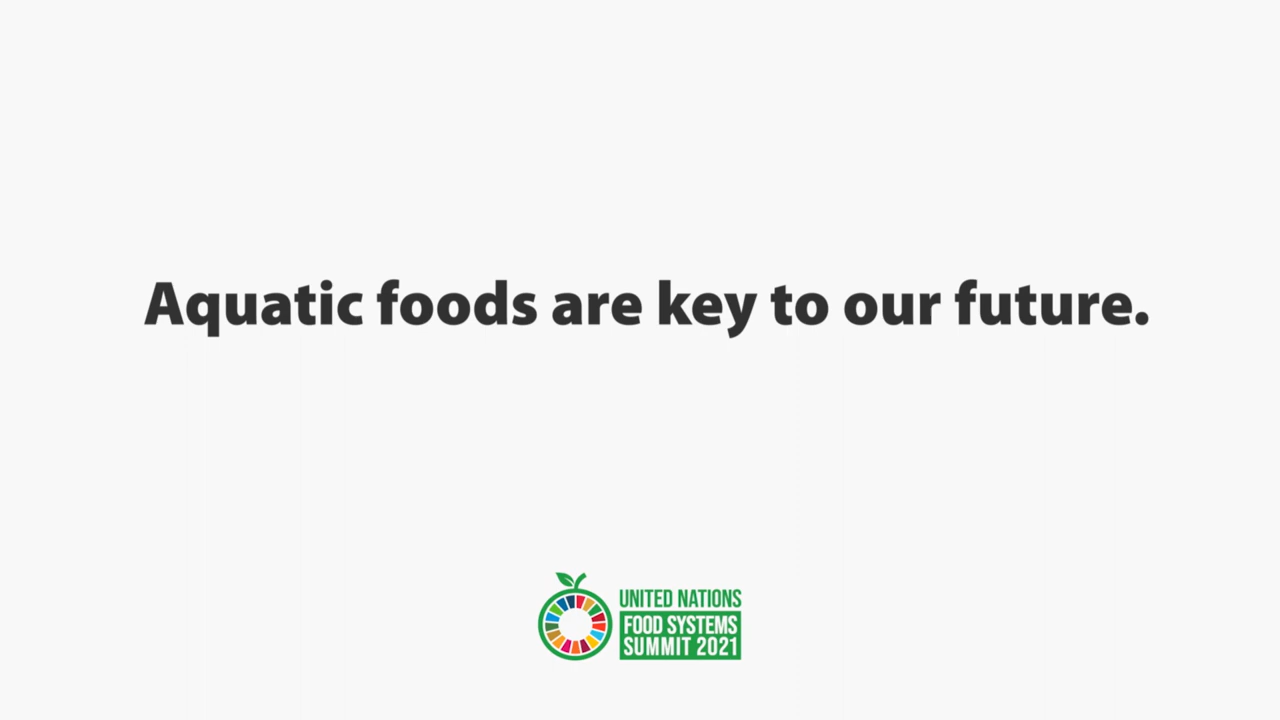 Aquatic foods are key to our future.
UNITED NATIONS
FOOD SYSTEMS
SUMMIT 2021